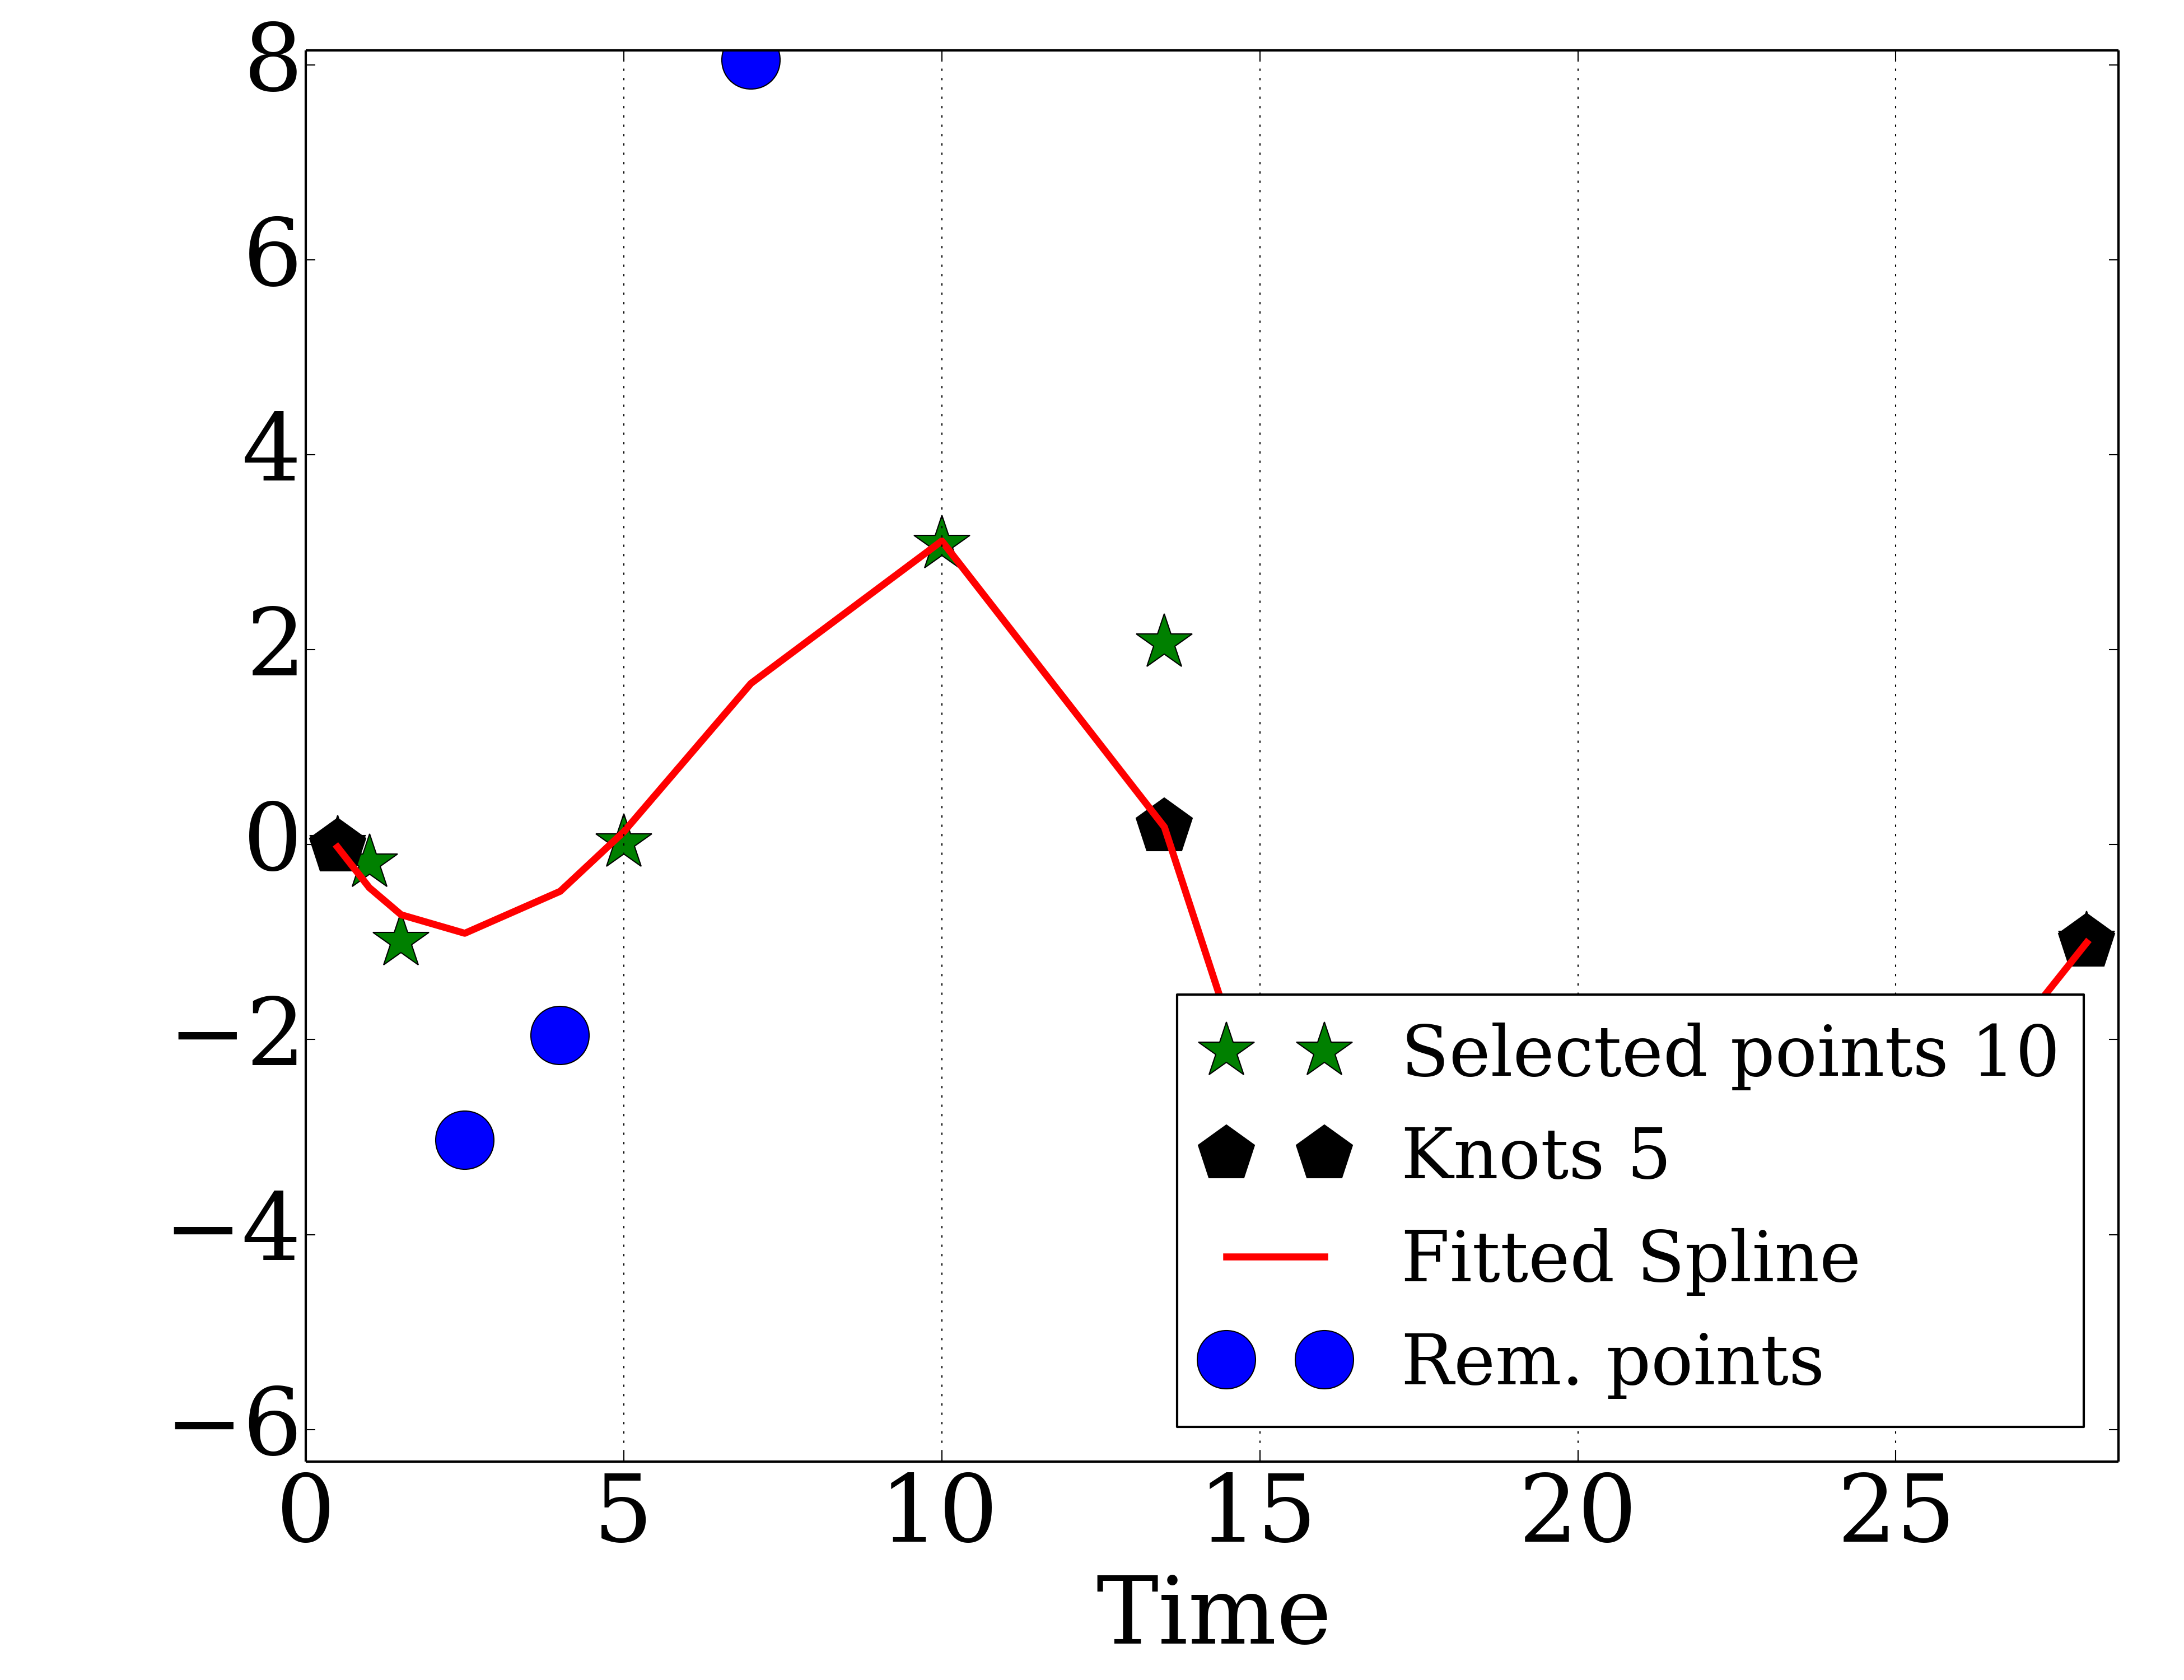 8
6
4
2
0
−2
−4
−6
Selected points 10
Knots 5
Fitted Spline
Rem. points
0 5 10 15 20 25
Time